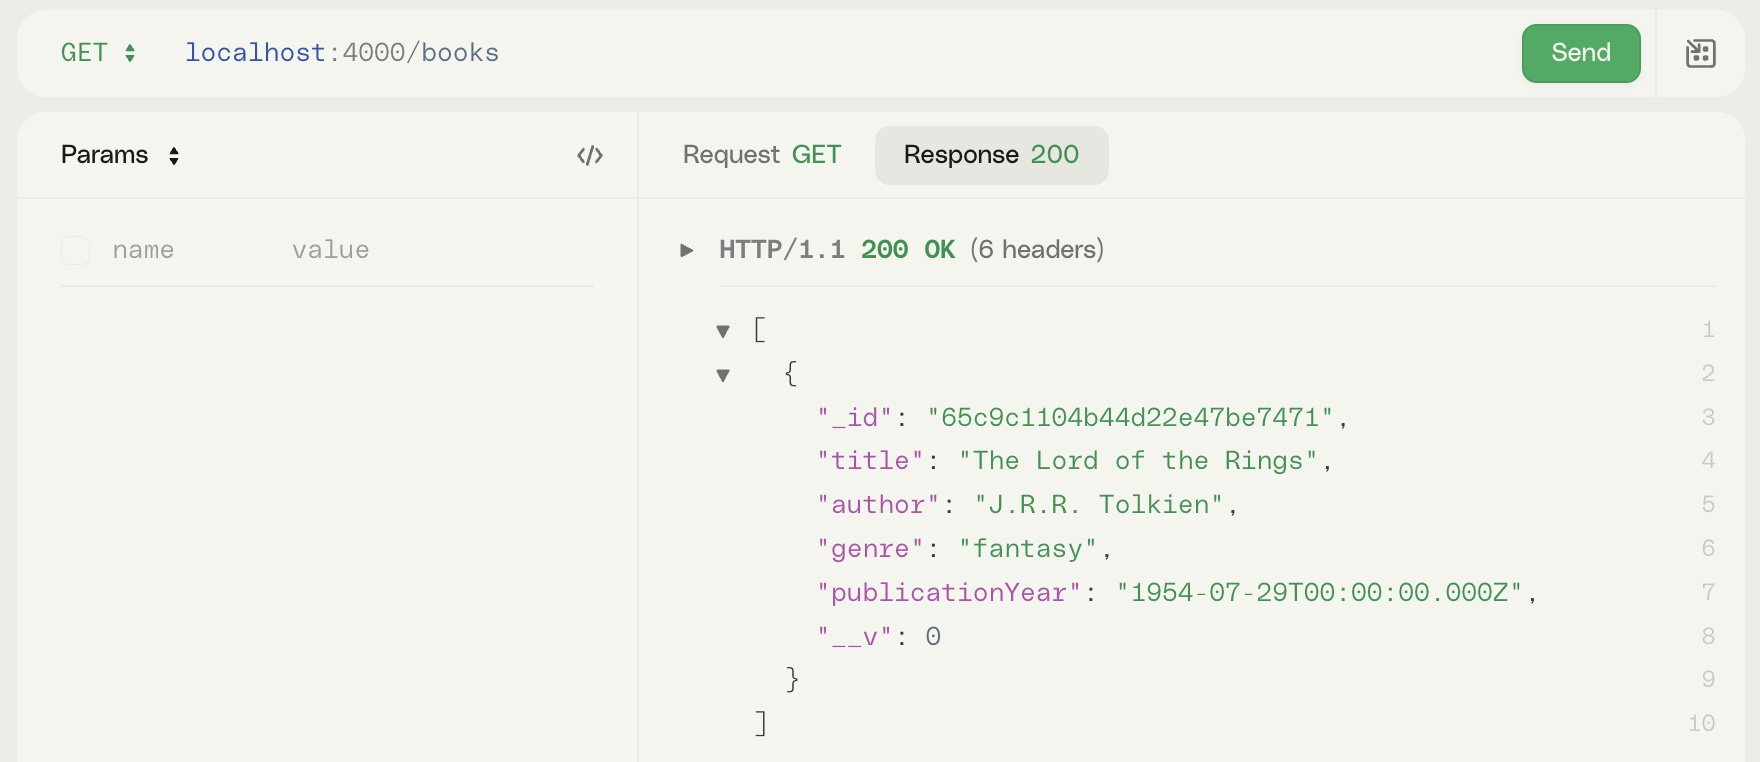 GET localhost:4000/books Send
Params </> Request GET Response 200
name value
HTTP/1.1 200 OK (6 headers)
[ 1
{ 2
"_id": "65c9c1104b44d22e47be7471", 3
"title": "The Lord of the Rings", 4
"author": "J.R.R. Tolkien", 5
"genre": "fantasy", 6
"publicationYear": "1954-07-29T00:00:00.000Z", 7
"__v": 0 8
} 9
] 10